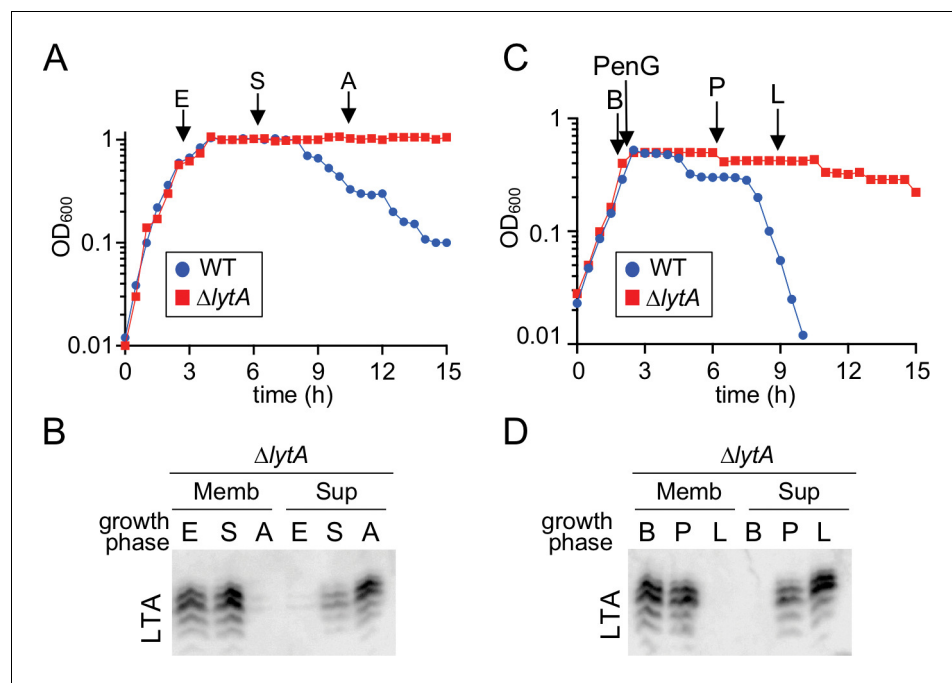 A
E S A
1
0.1
0.01
OD600
WT
ΔlytA
0 3 6 9 12 15
time (h)
C
PenG
B P L
1
0.1
0.01
OD600
WT
ΔlytA
0 3 6 9 12 15
time (h)
B
ΔlytA
Memb Sup
growth phase
E S A E S A
LTA
D
ΔlytA
Memb Sup
growth phase
B P L B P L
LTA